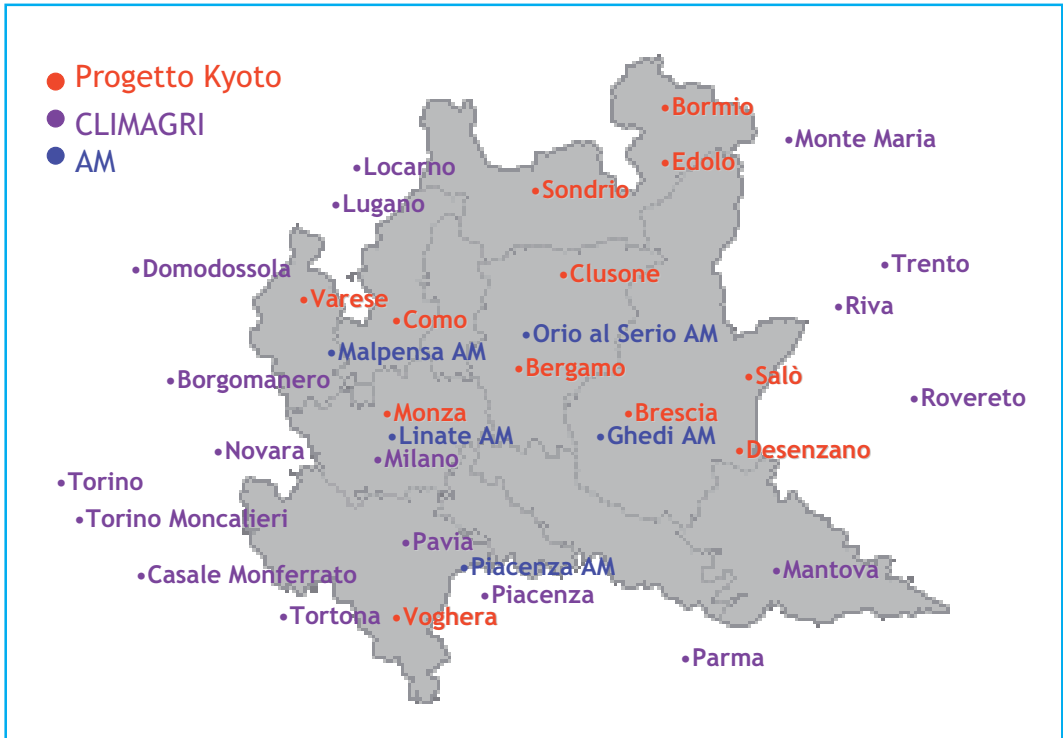 Progetto Kyoto
CLIMAGRI
AM
Bormio
Monte Maria
Edolo
Locarno
Sondrio
Lugano
Trento
Domodossola
Clusone
Varese
Riva
Como
Orio al Serio AM
Malpensa AM
Bergamo
Salò
Borgomanero
Rovereto
Monza
Brescia
Linate AM
Ghedi AM
Novara
Milano
Desenzano
Torino
Torino Moncalieri
Pavia
Piacenza AM
Mantova
Casale Monferrato
Piacenza
Tortona
Voghera
Parma